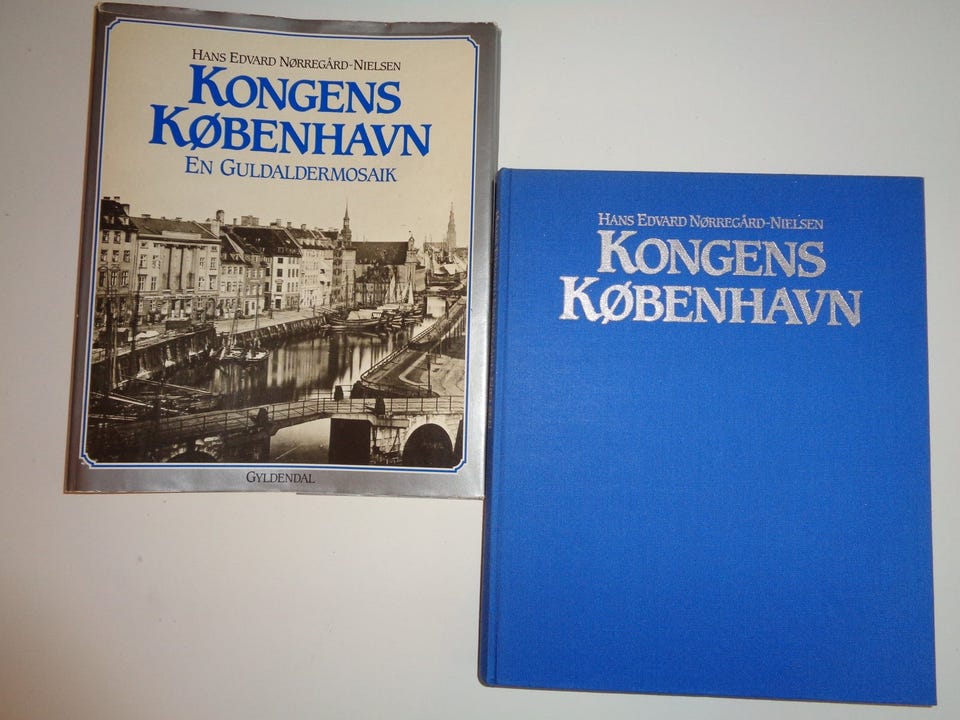 HANS EDVARD NØRREGÅRD-NIELSEN
KONGENS
KØBENHAVN
EN GULDALDERMOSAIK
GYLDENDAL
HANS EDVARD NØRREGÅRD-NIELSEN
KONGENS
KØBENHAVN